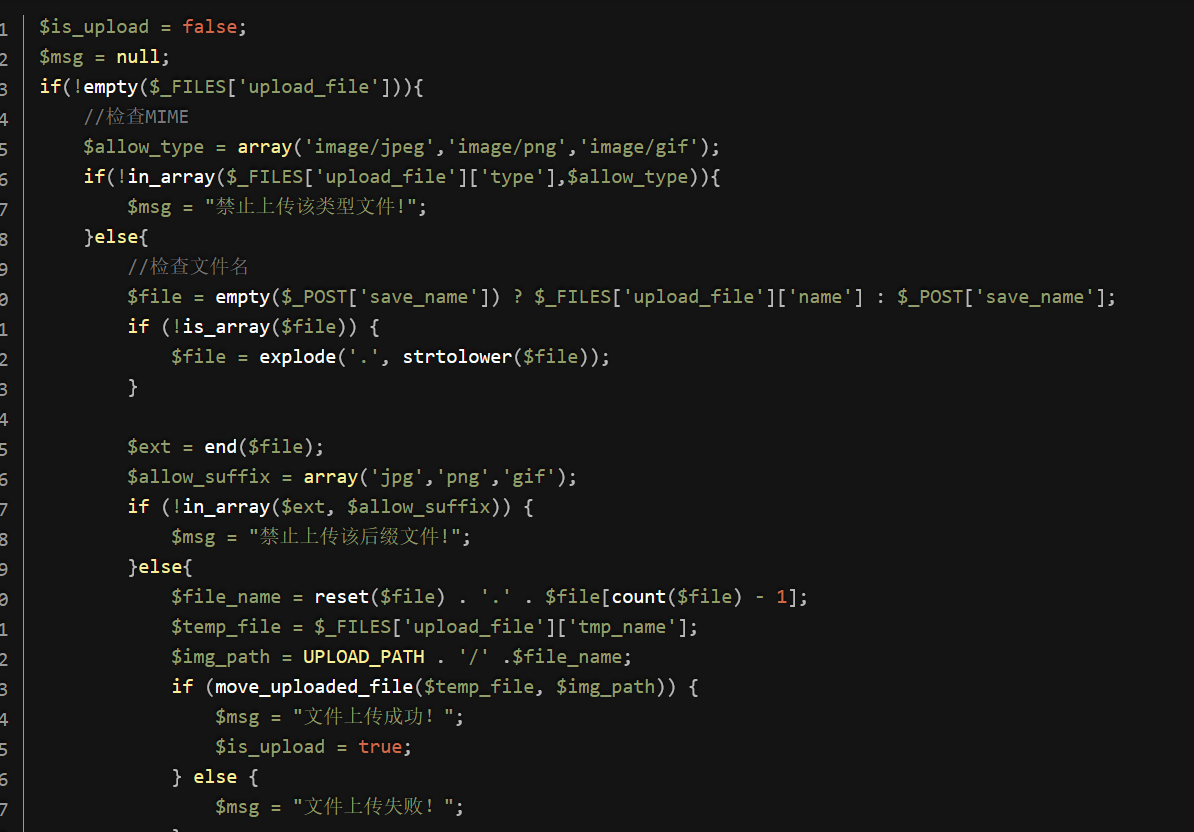 1 $is_upload = false;
2 $msg = null;
3 if(!empty($_FILES['upload_file'])){
4     //检查MIME
5     $allow_type = array('image/jpeg','image/png','image/gif');
6     if(!in_array($_FILES['upload_file']['type'],$allow_type)){
7         $msg = "禁止上传该类型文件!";
8     }else{
9         //检查文件名
0         $file = empty($_POST['save_name']) ? $_FILES['upload_file']['name'] : $_POST['save_name'];
1         if (!is_array($file)) {
2             $file = explode('.', strtolower($file));
3         }
4
5         $ext = end($file);
6         $allow_suffix = array('jpg','png','gif');
7         if (!in_array($ext, $allow_suffix)) {
8             $msg = "禁止上传该后缀文件!";
9         }else{
0             $file_name = reset($file) . '.' . $file[count($file) - 1];
1             $temp_file = $_FILES['upload_file']['tmp_name'];
2             $img_path = UPLOAD_PATH . '/' .$file_name;
3             if (move_uploaded_file($temp_file, $img_path)) {
4                 $msg = "文件上传成功！";
5                 $is_upload = true;
6             } else {
7                 $msg = "文件上传失败！";